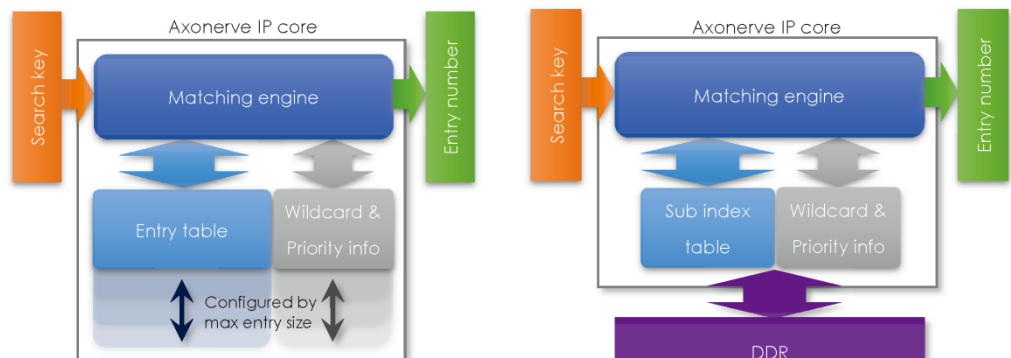 Axonerve IP core
Search key
Matching engine
Entry number
Entry table
Wildcard &
Priority info
Configured by
max entry size
Axonerve IP core
Search key
Matching engine
Entry number
Sub index
table
Wildcard &
Priority info
DDR